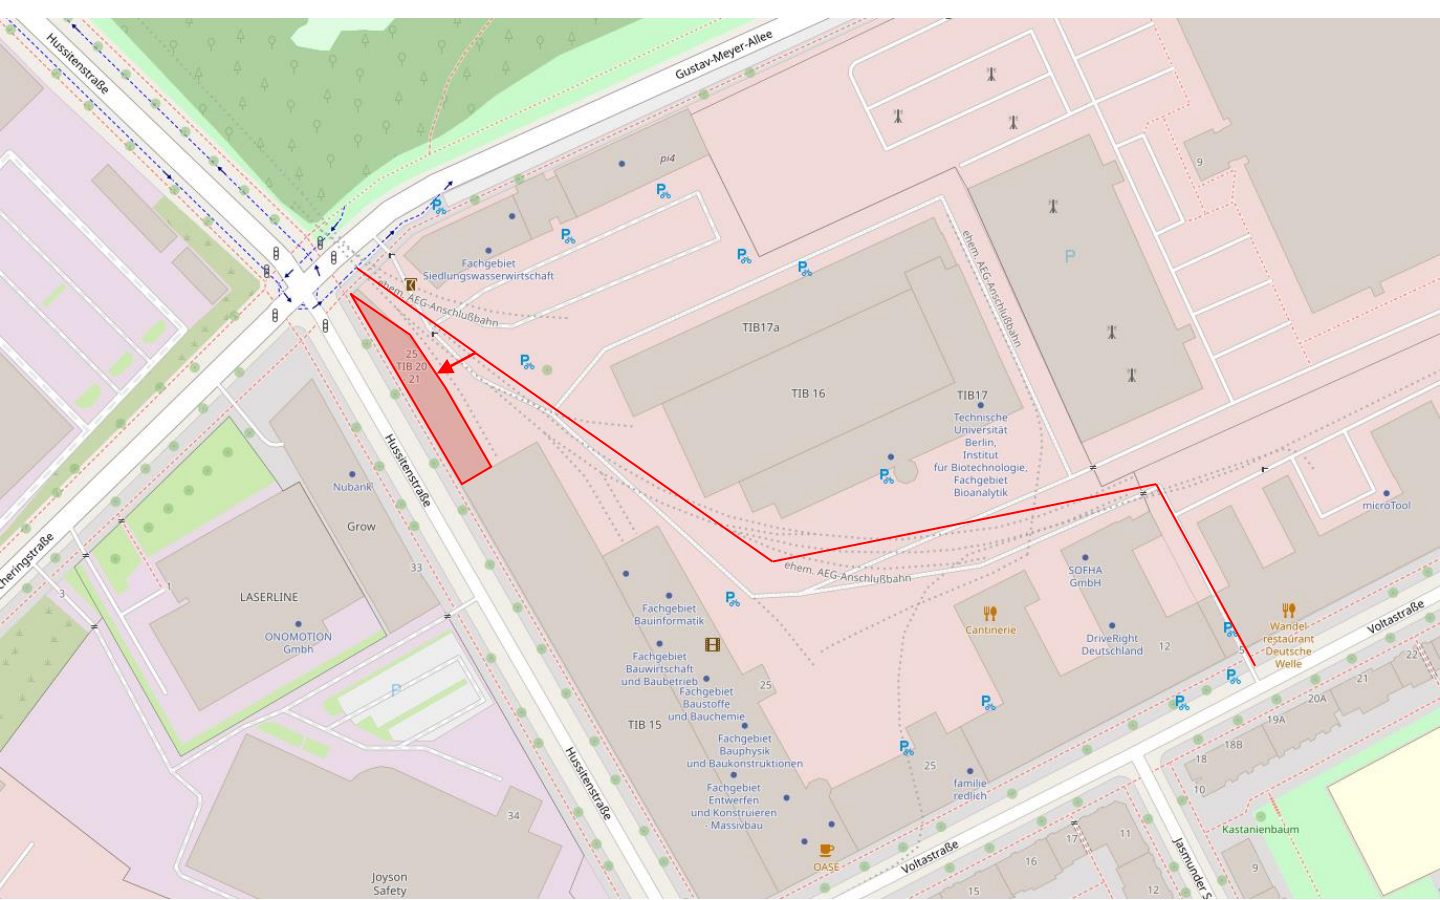 Hussitenstraße
Gustav-Meyer-Allee
pi4
9
Fachgebiet
Siedlungswasserwirtschaft
ehem. AEG-Anschlußbahn
ehem. AEG-Anschlußbahn
P
TIB17a
25
TIB 20
21
TIB 16
TIB17
Technische
Universität
Berlin,
Institut
für Biotechnologie,
Fachgebiet
Bioanalytik
Hussitenstraße
Nubank
Grow
microTool
33
1
3
LASERLINE
ONOMOTION
Gmbh
ehem. AEG-Anschlußbahn
SOFHA
GmbH
Cantinerie
DriveRight
Deutschland
12
5
Wandel
restaurant
Deutsche
Welle
Voltastraße
Fachgebiet
Bauinformatik
Fachgebiet
Bauwirtschaft
und Baubetrieb
Fachgebiet
Baustoffe
und Bauchemie
25
TIB 15
Fachgebiet
Bauphysik
und Baukonstruktionen
Fachgebiet
Entwerfen
und Konstruieren
- Massivbau
P
22
21
20A
19A
18B
18
10
25
familie
redlich
Hussitenstraße
34
Joyson
Safety
OASE
Voltastraße
17
11
16
15
12
9
Jasmunder S
Kastanienbaum